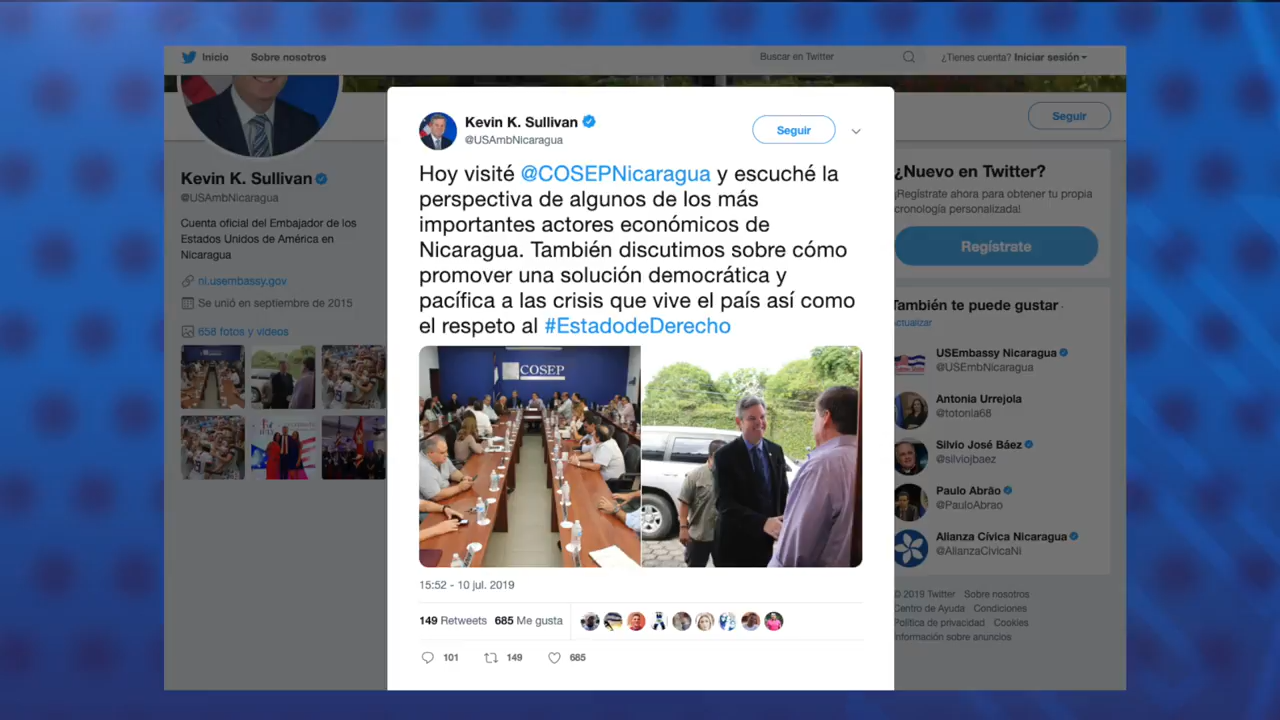 Inicio
Sobre nosotros
Buscar en Twitter
¿Tienes cuenta? Iniciar sesión
Seguir
Kevin K. Sullivan
@USAmbNicaragua
Cuenta oficial del Embajador de los
Estados Unidos de América en
Nicaragua
ni.usembassy.gov
Se unió en septiembre de 2015
658 fotos y videos
Kevin K. Sullivan
@USAmbNicaragua
Seguir
Hoy visité @COSEPNicaragua y escuché la
perspectiva de algunos de los más
importantes actores económicos de
Nicaragua. También discutimos sobre cómo
promover una solución democrática y
pacífica a las crisis que vive el país así como
el respeto al #EstadodeDerecho
COSEP
15:52 - 10 jul. 2019
149 Retweets 685 Me gusta
101
149
685
¿Nuevo en Twitter?
¡Regístrate ahora para obtener tu propia
cronología personalizada!
Regístrate
También te puede gustar
Actualizar
USEmbassy Nicaragua
@USEmbNicaragua
Antonia Urrejola
@totonia68
Silvio José Báez
@silviojbaez
Paulo Abrão
@PauloAbrao
Alianza Cívica Nicaragua
@AlianzaCivicaNi
© 2019 Twitter Sobre nosotros
Centro de Ayuda Condiciones
Política de privacidad Cookies
Información sobre anuncios